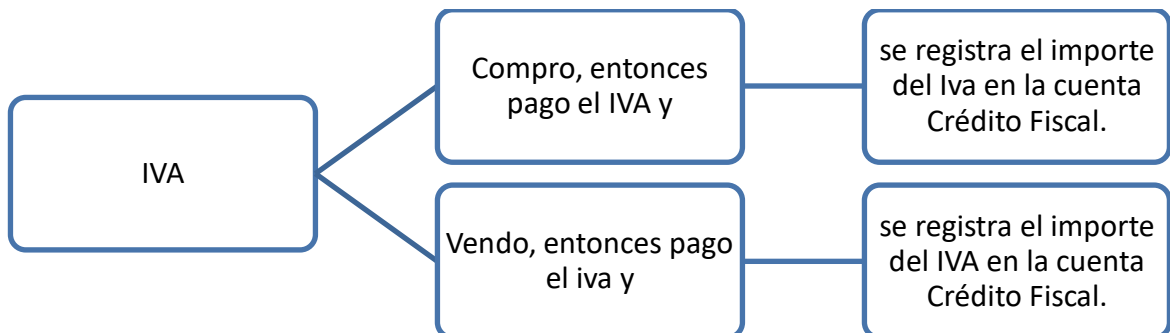 IVA
Compro, entonces
pago el IVA y
se registra el importe
del Iva en la cuenta
Crédito Fiscal.
Vendo, entonces pago
el iva y
se registra el importe
del IVA en la cuenta
Crédito Fiscal.